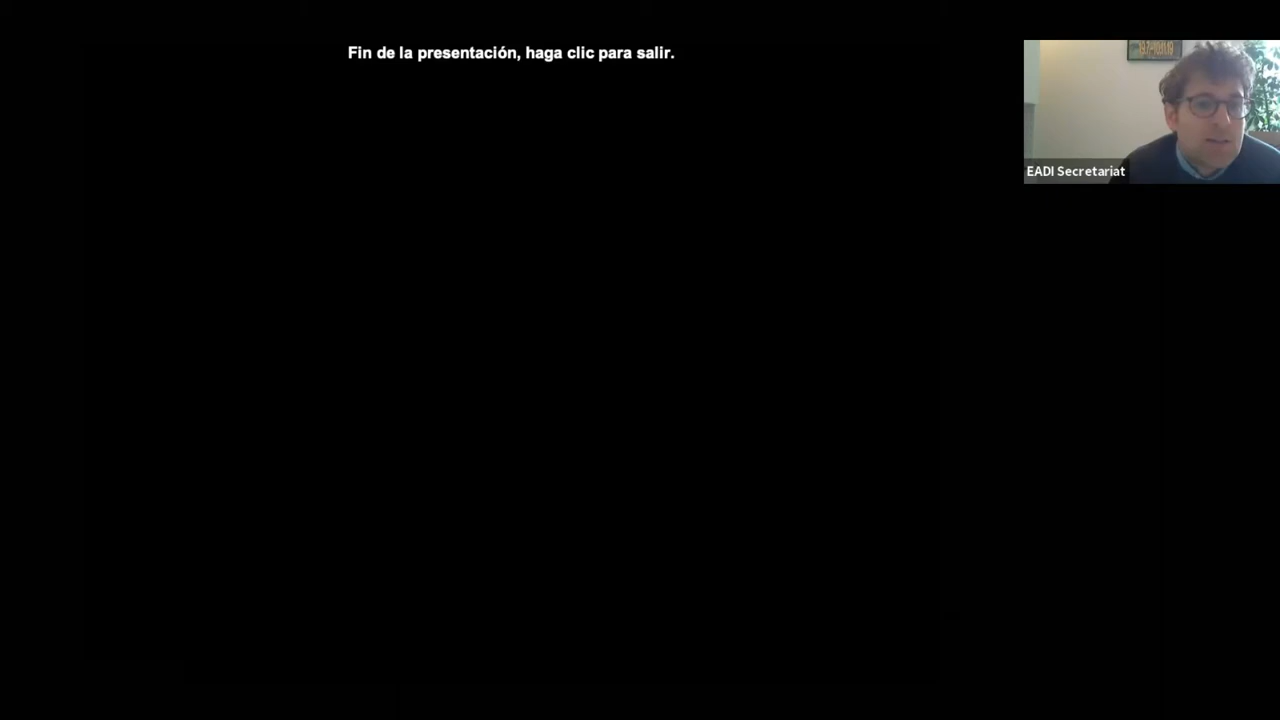 Fin de la presentación, haga clic para salir.
EADI Secretariat